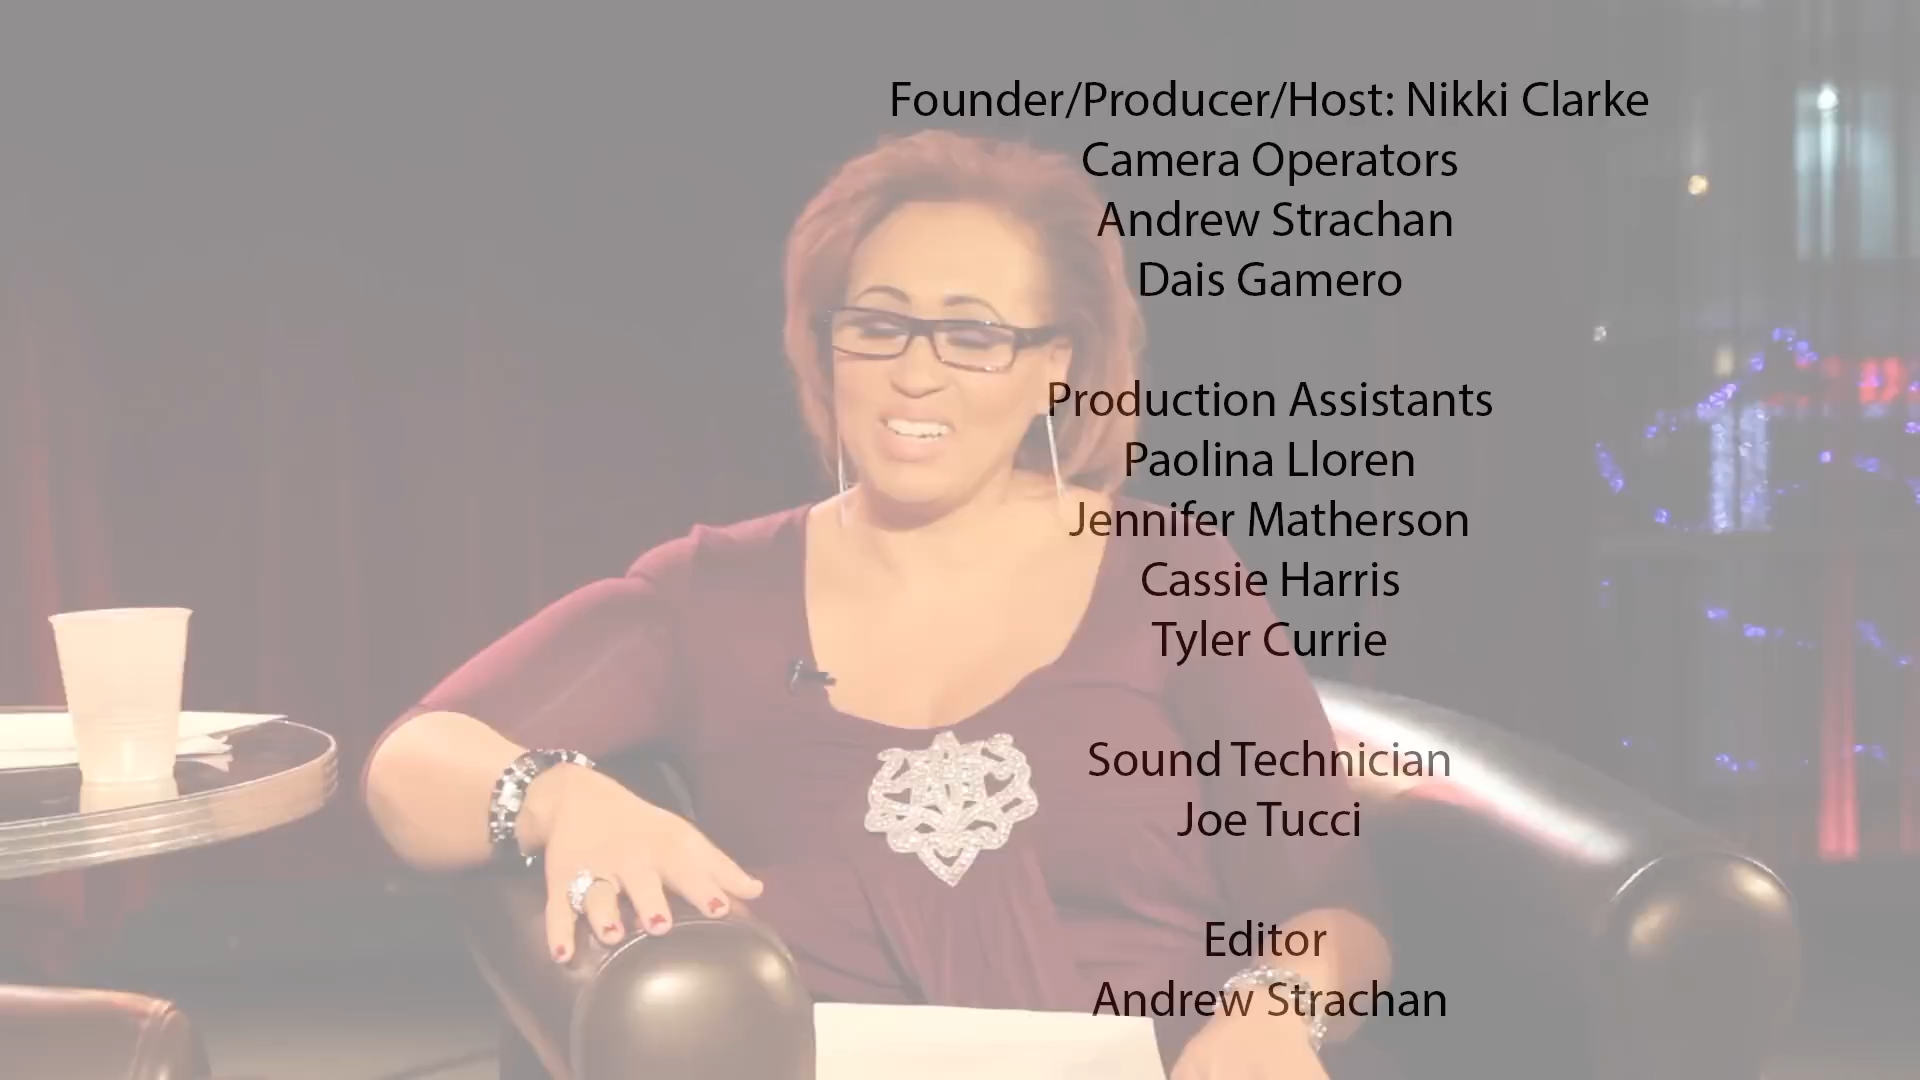 Founder/Producer/Host: Nikki Clarke
Camera Operators
Andrew Strachan
Dais Gamero
Production Assistants
Paolina Lloren
Jennifer Matherson
Cassie Harris
Tyler Currie
Sound Technician
Joe Tucci
Editor
Andrew Strachan